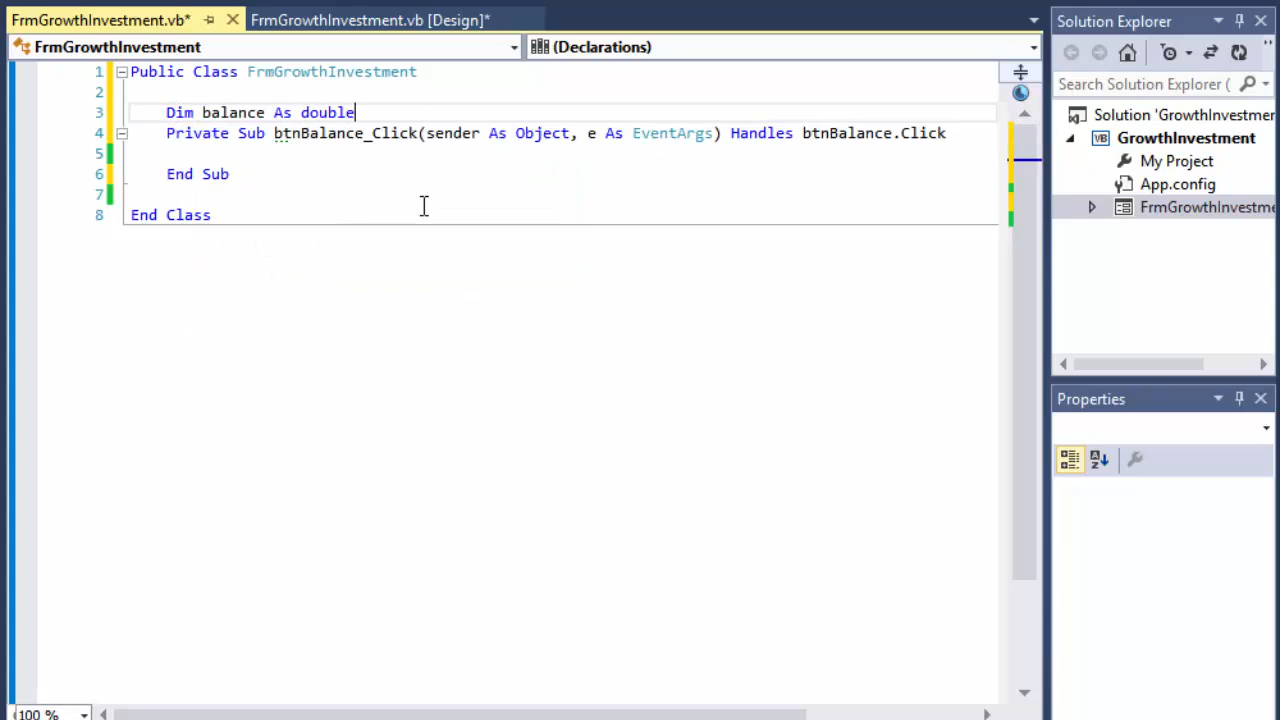 FrmGrowthInvestment.vb*
FrmGrowthInvestment.vb [Design]*
FrmGrowthInvestment
(Declarations)
1 Public Class FrmGrowthInvestment
2
3 Dim balance As double
4 Private Sub btnBalance_Click(sender As Object, e As EventArgs) Handles btnBalance.Click
5
6 End Sub
7
8 End Class
100 %
Solution Explorer
Search Solution Explorer (
Solution 'GrowthInvestmer
VB GrowthInvestment
My Project
App.config
FrmGrowthInvestme
Properties